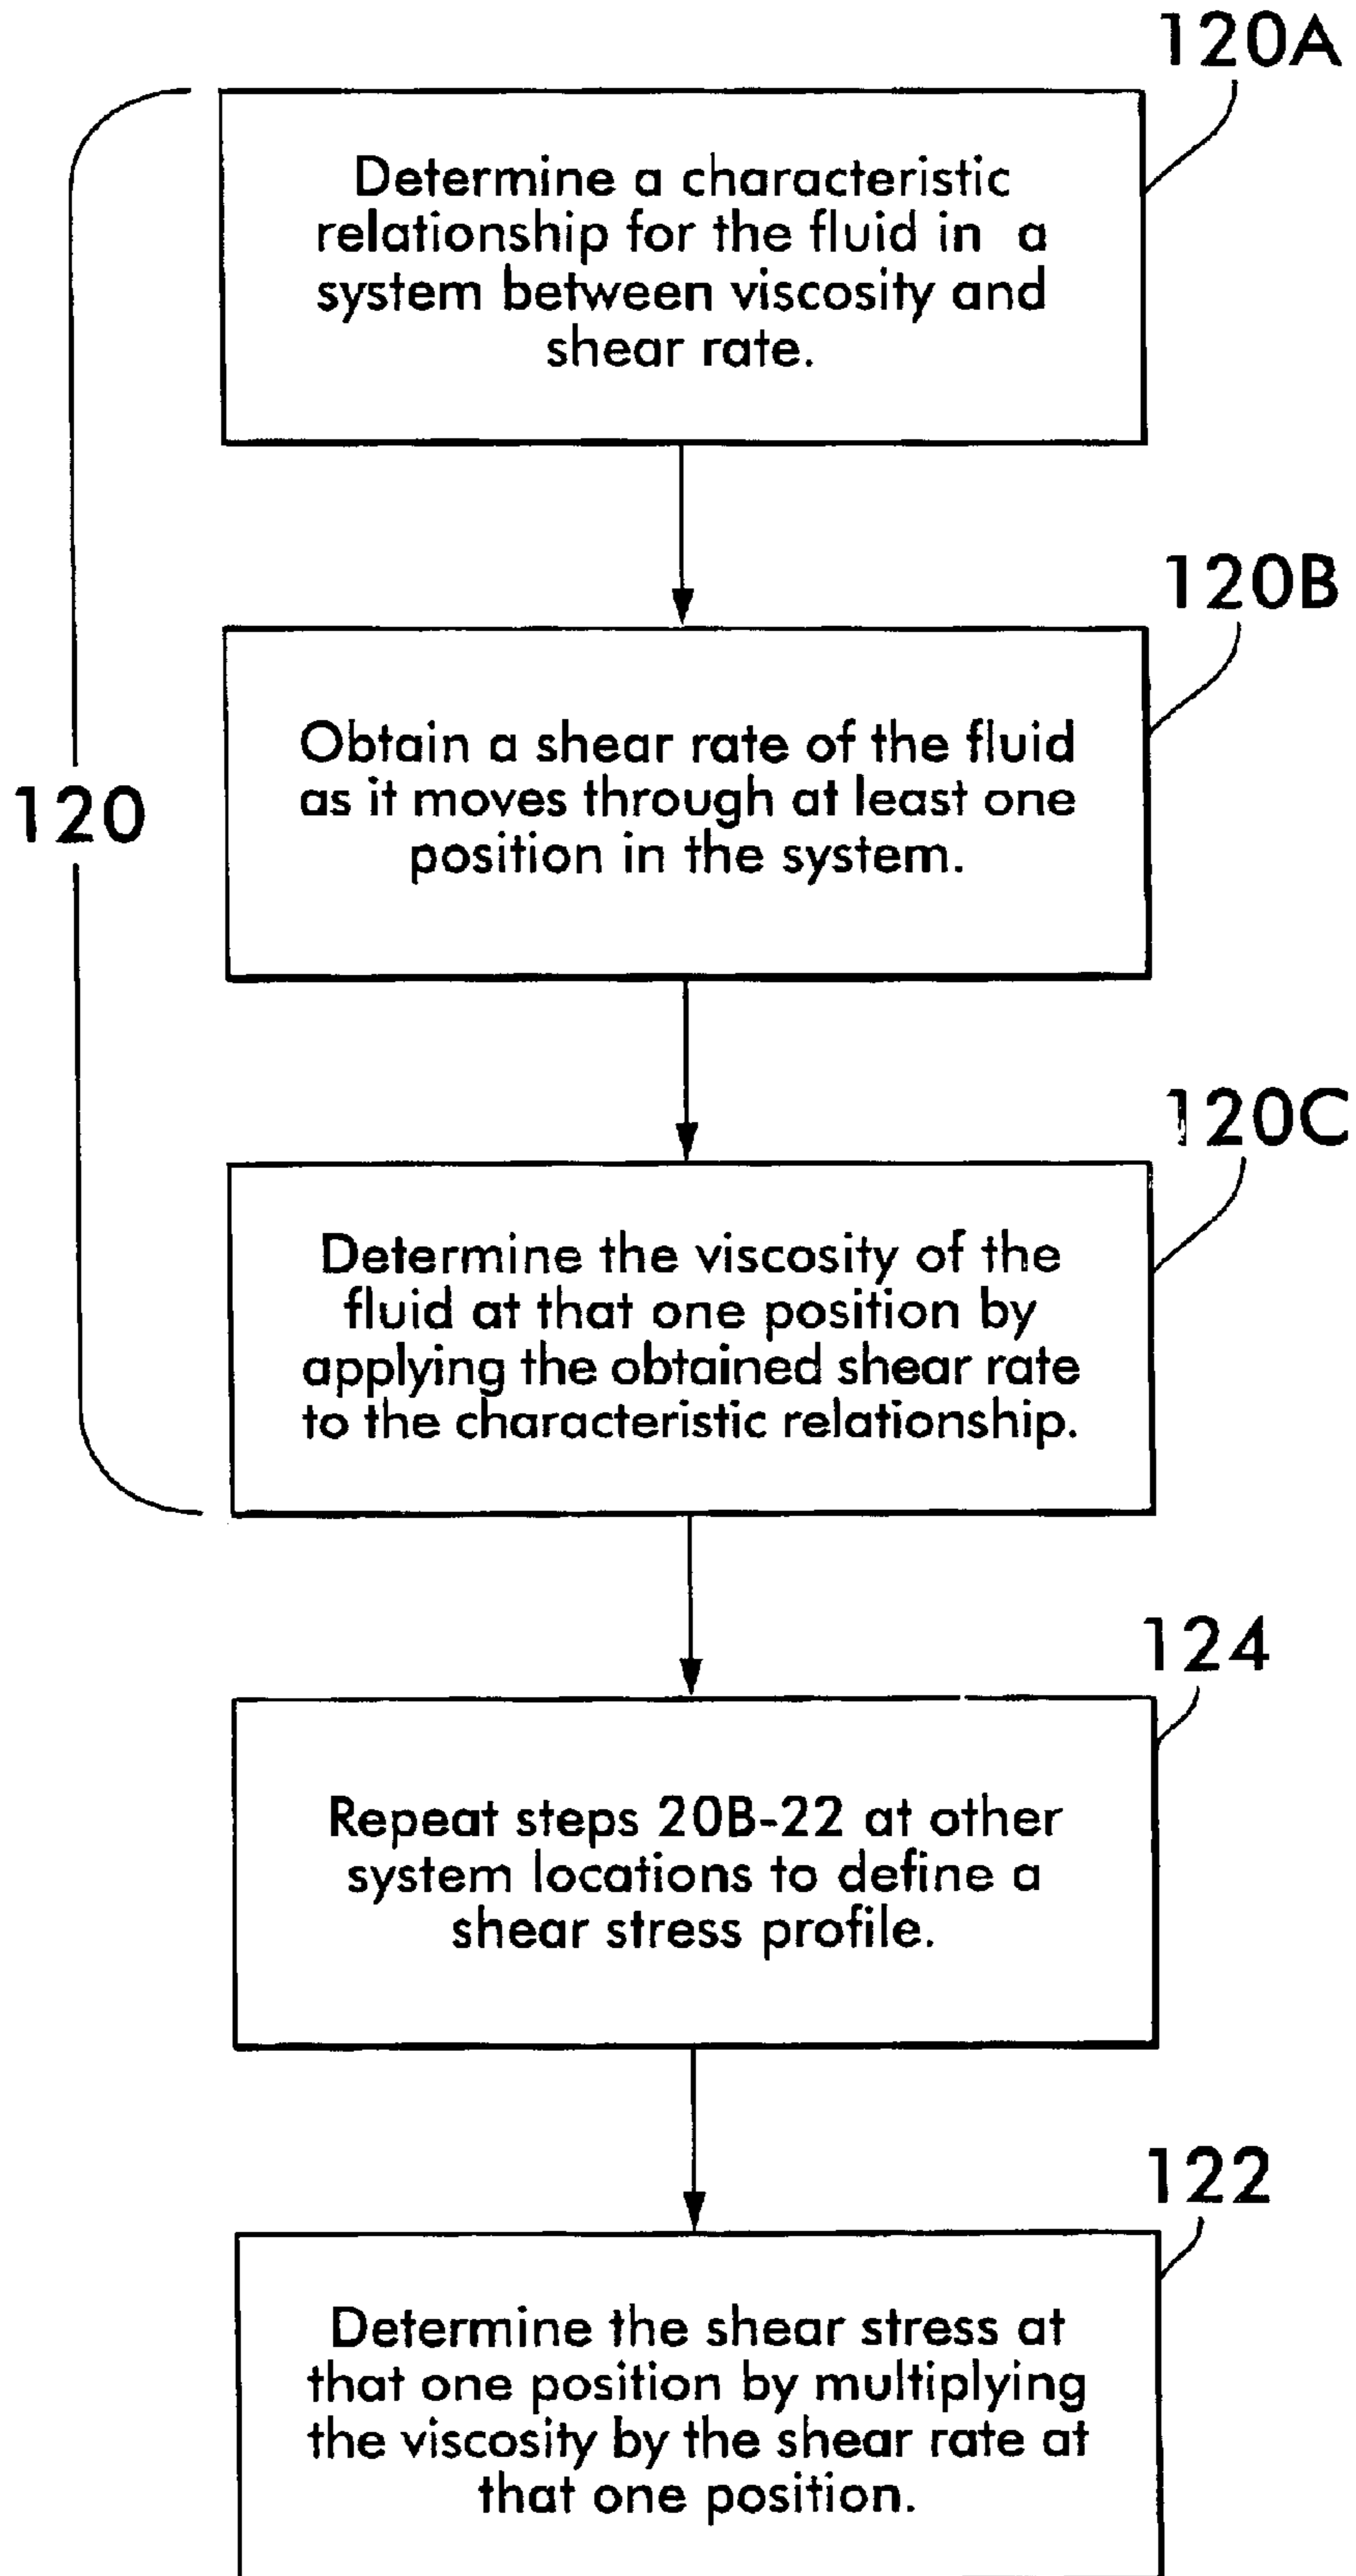 120A
Determine a characteristic
relationship for the fluid in a
system between viscosity and
shear rate.
120B
Obtain a shear rate of the fluid
as it moves through at least one
position in the system.
120
120C
Determine the viscosity of the
fluid at that one position by
applying the obtained shear rate
to the characteristic relationship.
124
Repeat steps 20B-22 at other
system locations to define a
shear stress profile.
122
Determine the shear stress at
that one position by multiplying
the viscosity by the shear rate at
that one position.